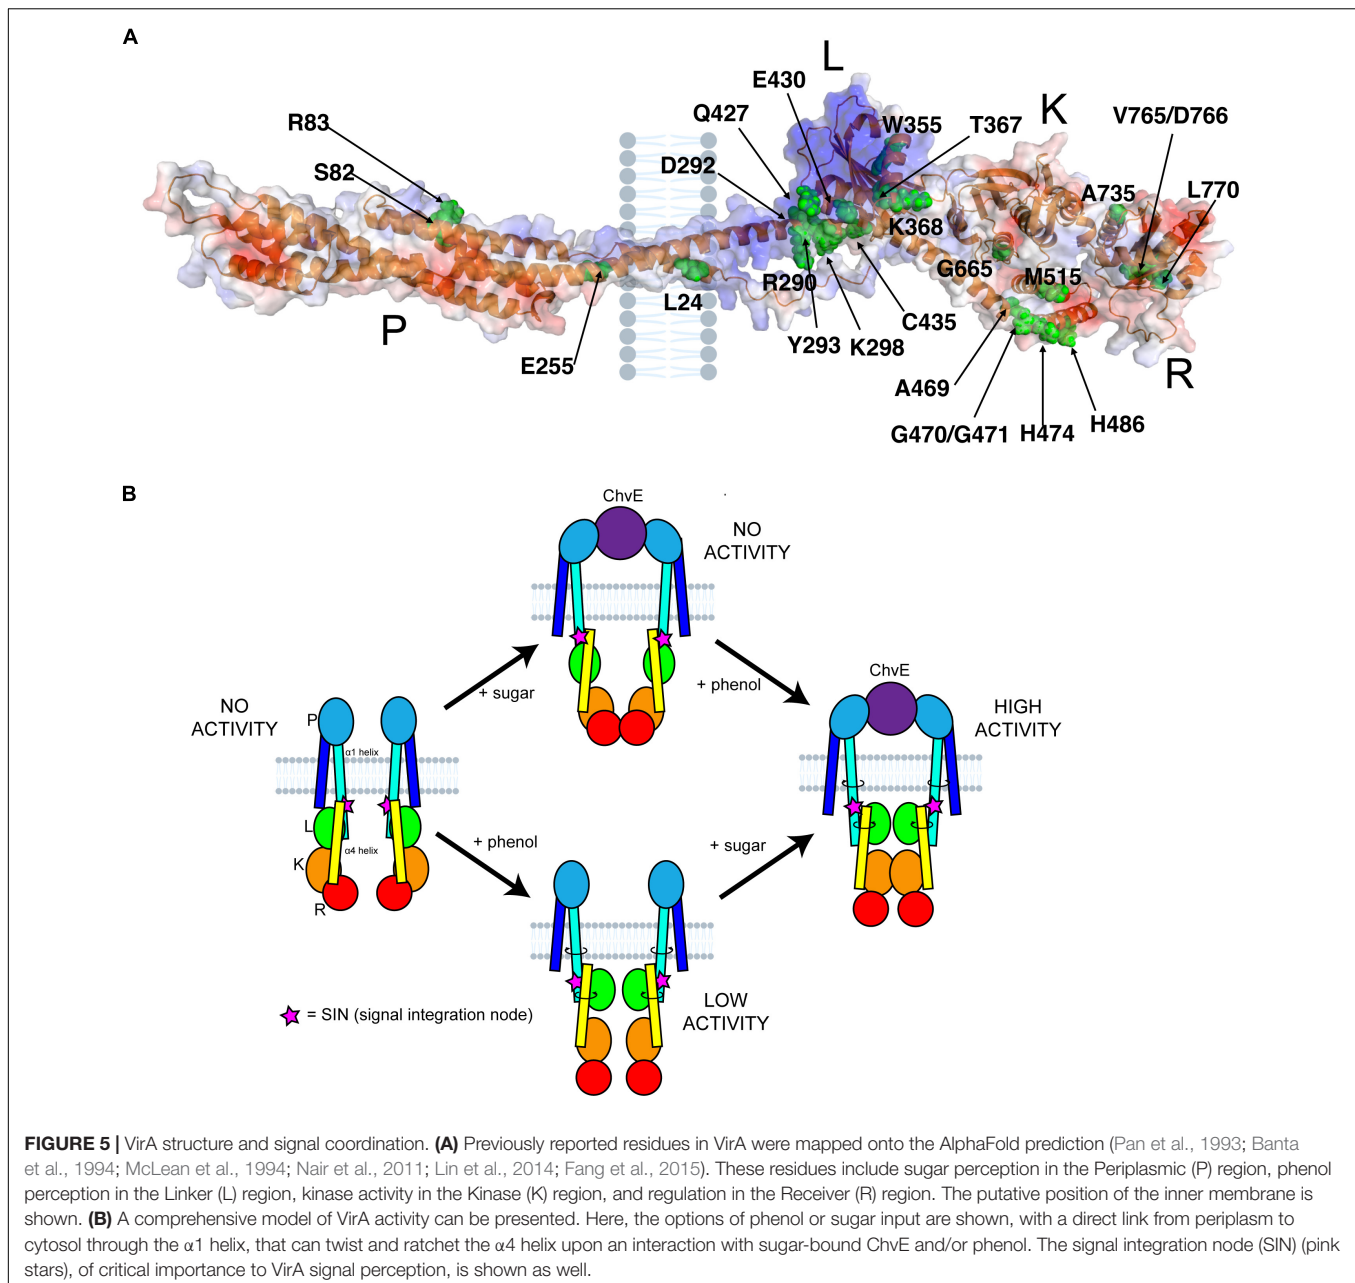 A
L
E430
K
Q427
R83
W355
T367
V765/D766
D292
S82
A735
L770
K368
G665
M515
R290
L24
P
C435
Y293
K298
E255
R
A469
H486
G470/G471
H474
B
ChvE
NO
ACTIVITY
+ sugar
+ phenol
ChvE
NO
ACTIVITY
P
α1 helix
HIGH
ACTIVITY
L
α4 helix
K
R
+ phenol
+ sugar
LOW
ACTIVITY
= SIN (signal integration node)
FIGURE 5 | VirA structure and signal coordination. (A) Previously reported residues in VirA were mapped onto the AlphaFold prediction (Pan et al., 1993; Banta
et al., 1994; McLean et al., 1994; Nair et al., 2011; Lin et al., 2014; Fang et al., 2015). These residues include sugar perception in the Periplasmic (P) region, phenol
perception in the Linker (L) region, kinase activity in the Kinase (K) region, and regulation in the Receiver (R) region. The putative position of the inner membrane is
shown. (B) A comprehensive model of VirA activity can be presented. Here, the options of phenol or sugar input are shown, with a direct link from periplasm to
cytosol through the α1 helix, that can twist and ratchet the α4 helix upon an interaction with sugar-bound ChvE and/or phenol. The signal integration node (SIN) (pink
stars), of critical importance to VirA signal perception, is shown as well.